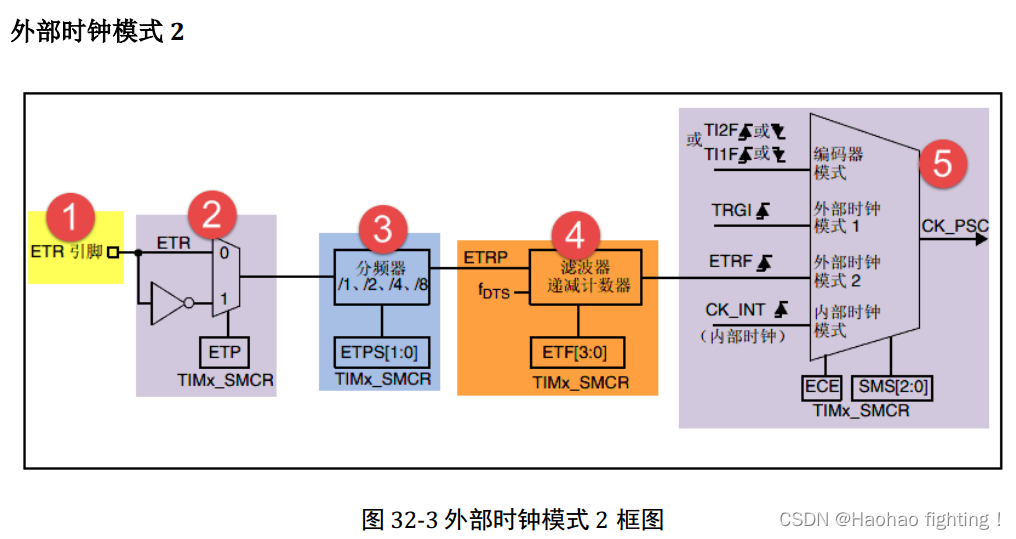 外部时钟模式 2
1
ETR 引脚
2
ETR
0
1
ETP
TIMx_SMCR
3
分频器
/1、/2、/4、/8
ETPS[1:0]
TIMx_SMCR
4
ETRP
fDTS
滤波器
递减计数器
ETF[3:0]
TIMx_SMCR
5
或
TI2F 或
TI1F 或
编码器
模式
TRGI
外部时钟
模式 1
ETRF
外部时钟
模式 2
CK_INT
(内部时钟)
内部时钟
模式
CK_PSC
ECE
SMS[2:0]
TIMx_SMCR
图 32-3 外部时钟模式 2 框图
CSDN @Haohao fighting！